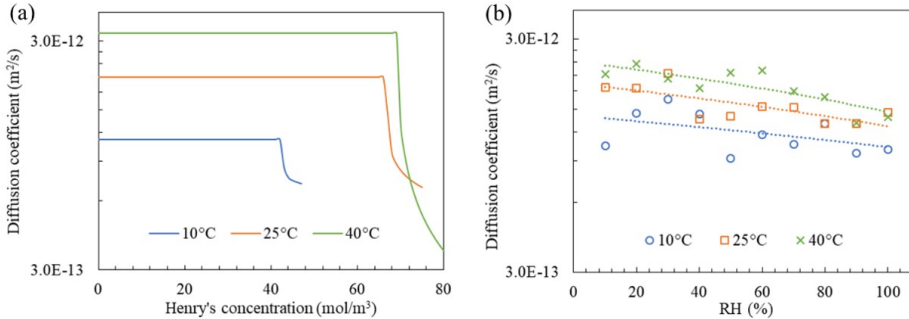 (a)
Diffusion coefficient (m²/s)
3.0E-12
3.0E-13
10°C 25°C 40°C
0 20 40 60 80
Henry's concentration (mol/m³)
(b)
Diffusion coefficient (m²/s)
3.0E-12
3.0E-13
10°C 25°C 40°C
0 20 40 60 80 100
RH (%)